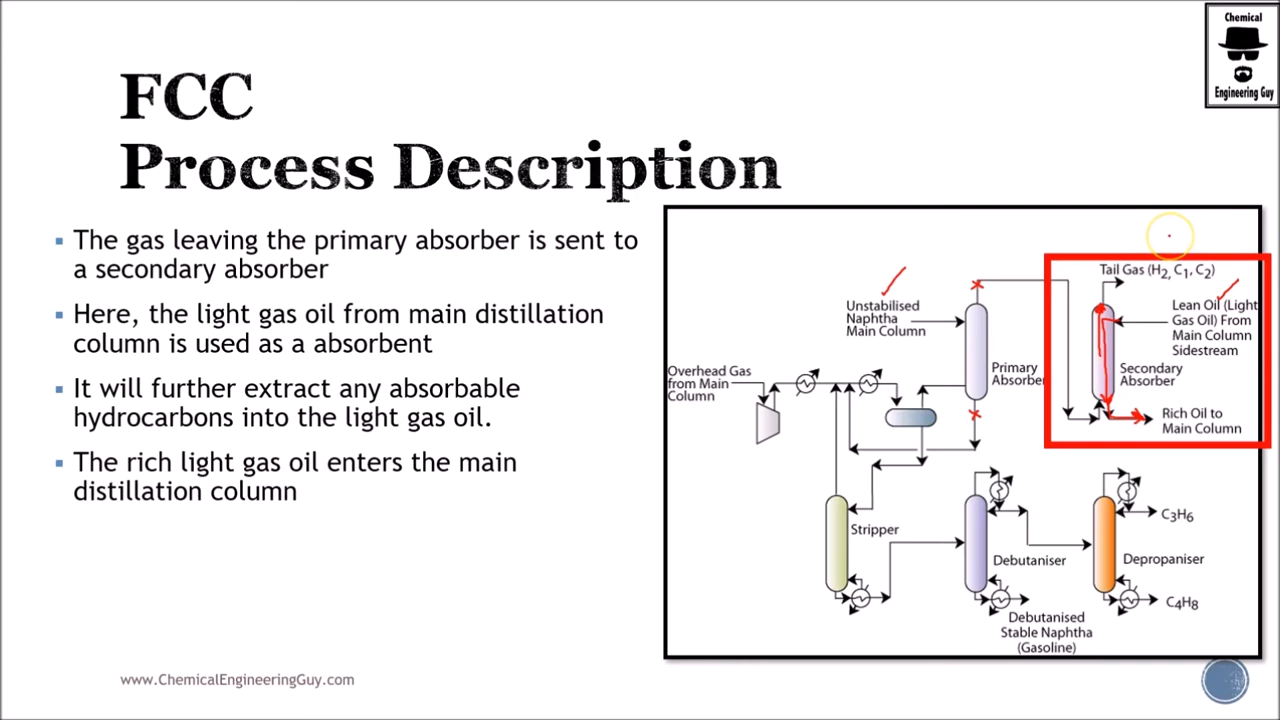 Chemical
Engineering Guy
FCC
Process Description
▪ The gas leaving the primary absorber is sent to
a secondary absorber
▪ Here, the light gas oil from main distillation
column is used as a absorbent
▪ It will further extract any absorbable
hydrocarbons into the light gas oil.
▪ The rich light gas oil enters the main
distillation column
Tail Gas (H2, C1, C2)
Unstabilised
Naphtha
Main Column
Lean Oil (Light
Gas Oil) From
Main Column
Sidestream
Overhead Gas
from Main
Column
Primary
Absorber
Secondary
Absorber
Rich Oil to
Main Column
Stripper
Debutaniser
Depropaniser
C3H6
C4H8
Debutanised
Stable Naphtha
(Gasoline)
www.ChemicalEngineeringGuy.com